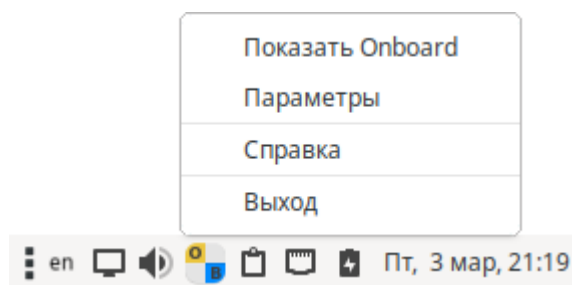 Показать Onboard
Параметры
Справка
Выход
en O B Пт, 3 мар, 21:19